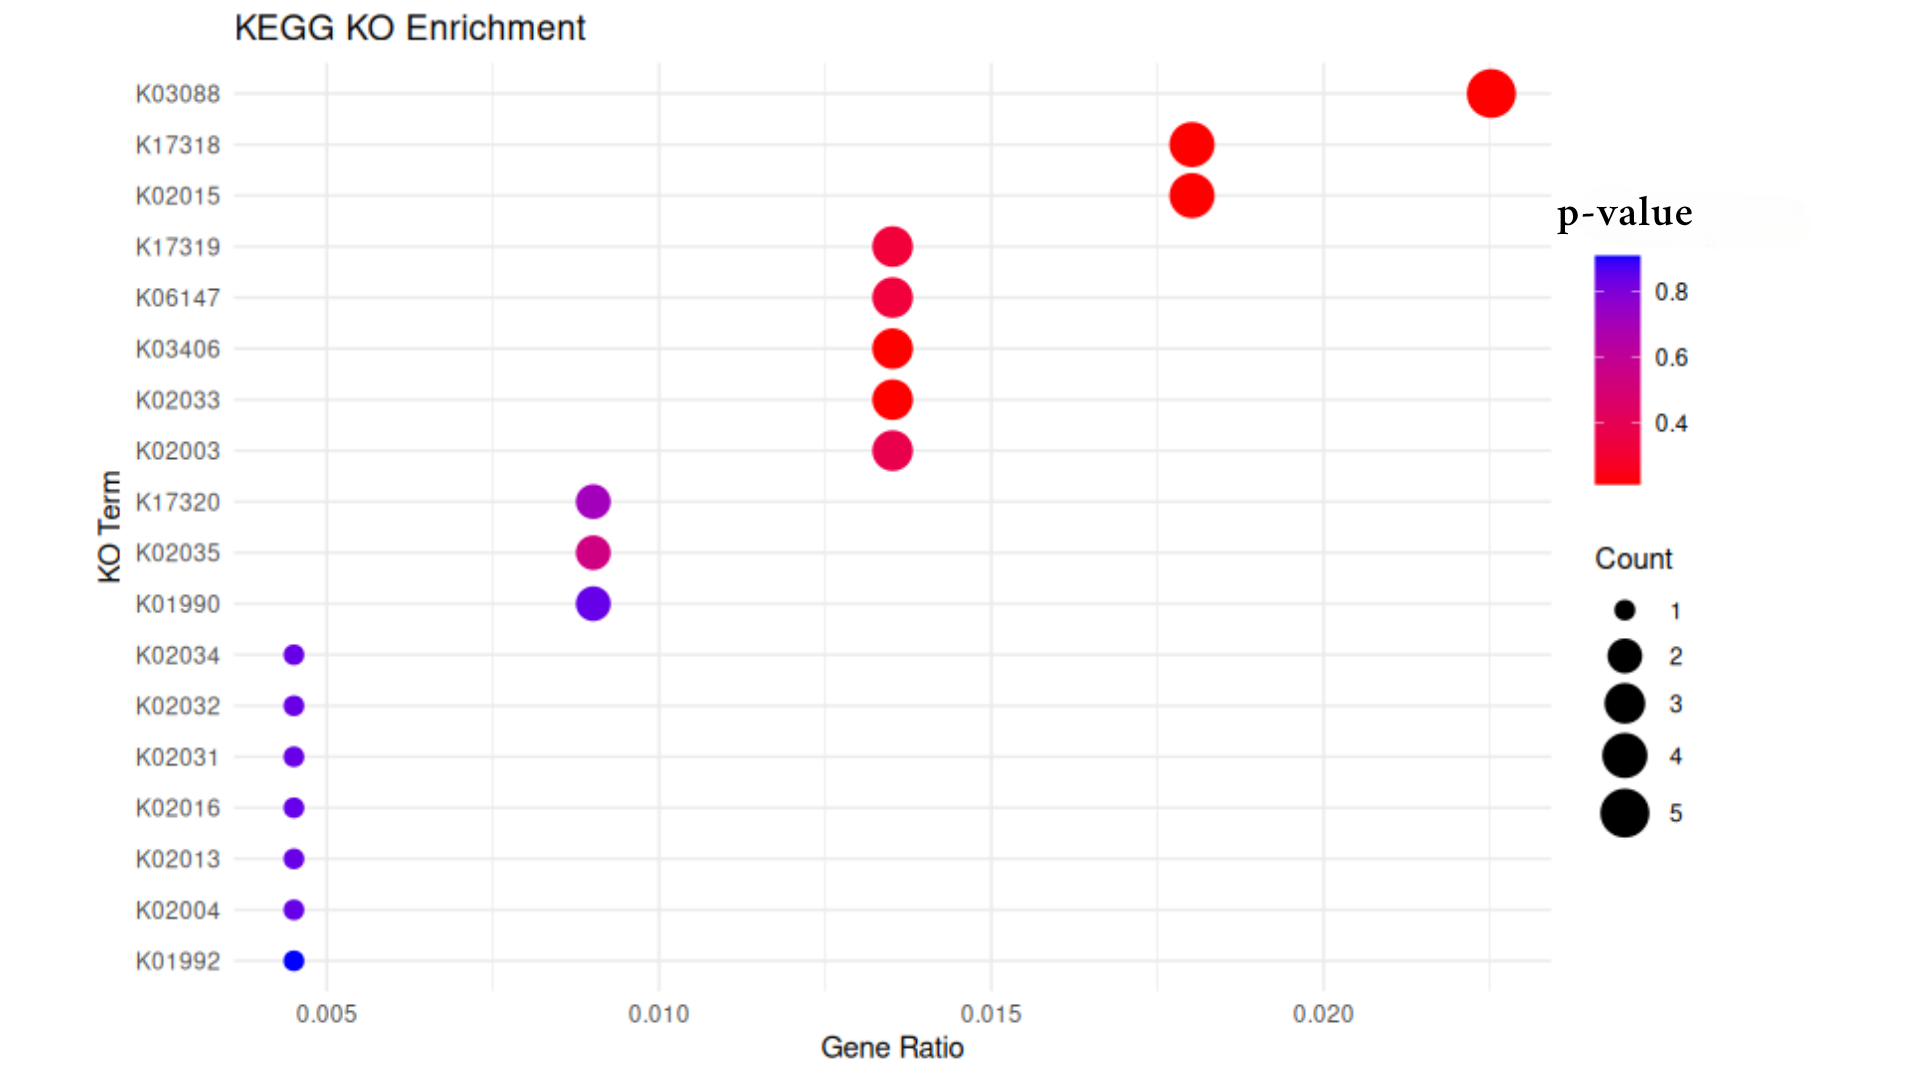 KEGG KO Enrichment
K03088
K17318
K02015
K17319
K06147
K03406
K02033
K02003
K17320
K02035
K01990
K02034
K02032
K02031
K02016
K02013
K02004
K01992
KO Term
0.005 0.010 0.015 0.020
Gene Ratio
p-value
0.8
0.6
0.4
Count
1
2
3
4
5